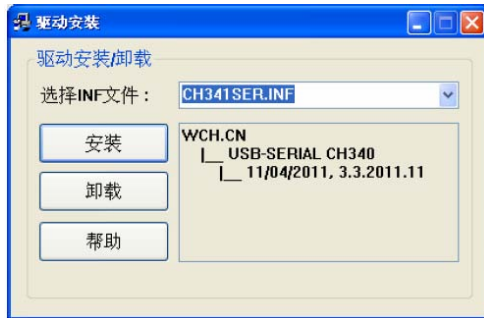 驱动安装
驱动安装/卸载
选择INF文件： CH341SER.INF
安装
卸载
帮助
WCH.CN
|__ USB-SERIAL CH340
|__ 11/04/2011, 3.3.2011.11